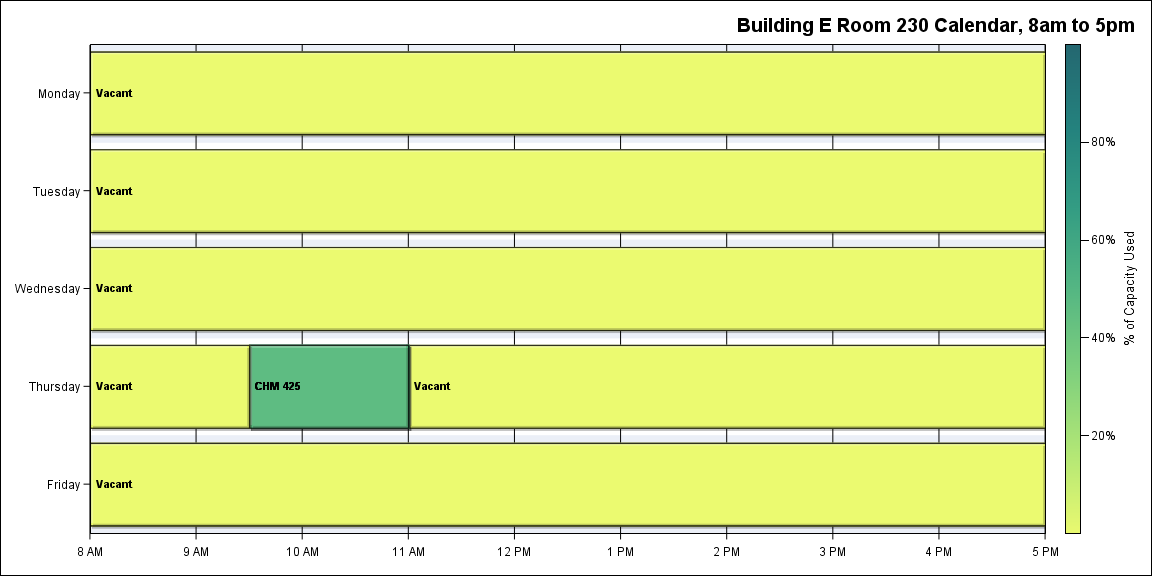 Building E Room 230 Calendar, 8am to 5pm
Monday
Vacant
Tuesday
Vacant
Wednesday
Vacant
Thursday
Vacant
CHM 425
Vacant
Friday
Vacant
8 AM
9 AM
10 AM
11 AM
12 PM
1 PM
2 PM
3 PM
4 PM
5 PM
80%
60%
40%
20%
% of Capacity Used